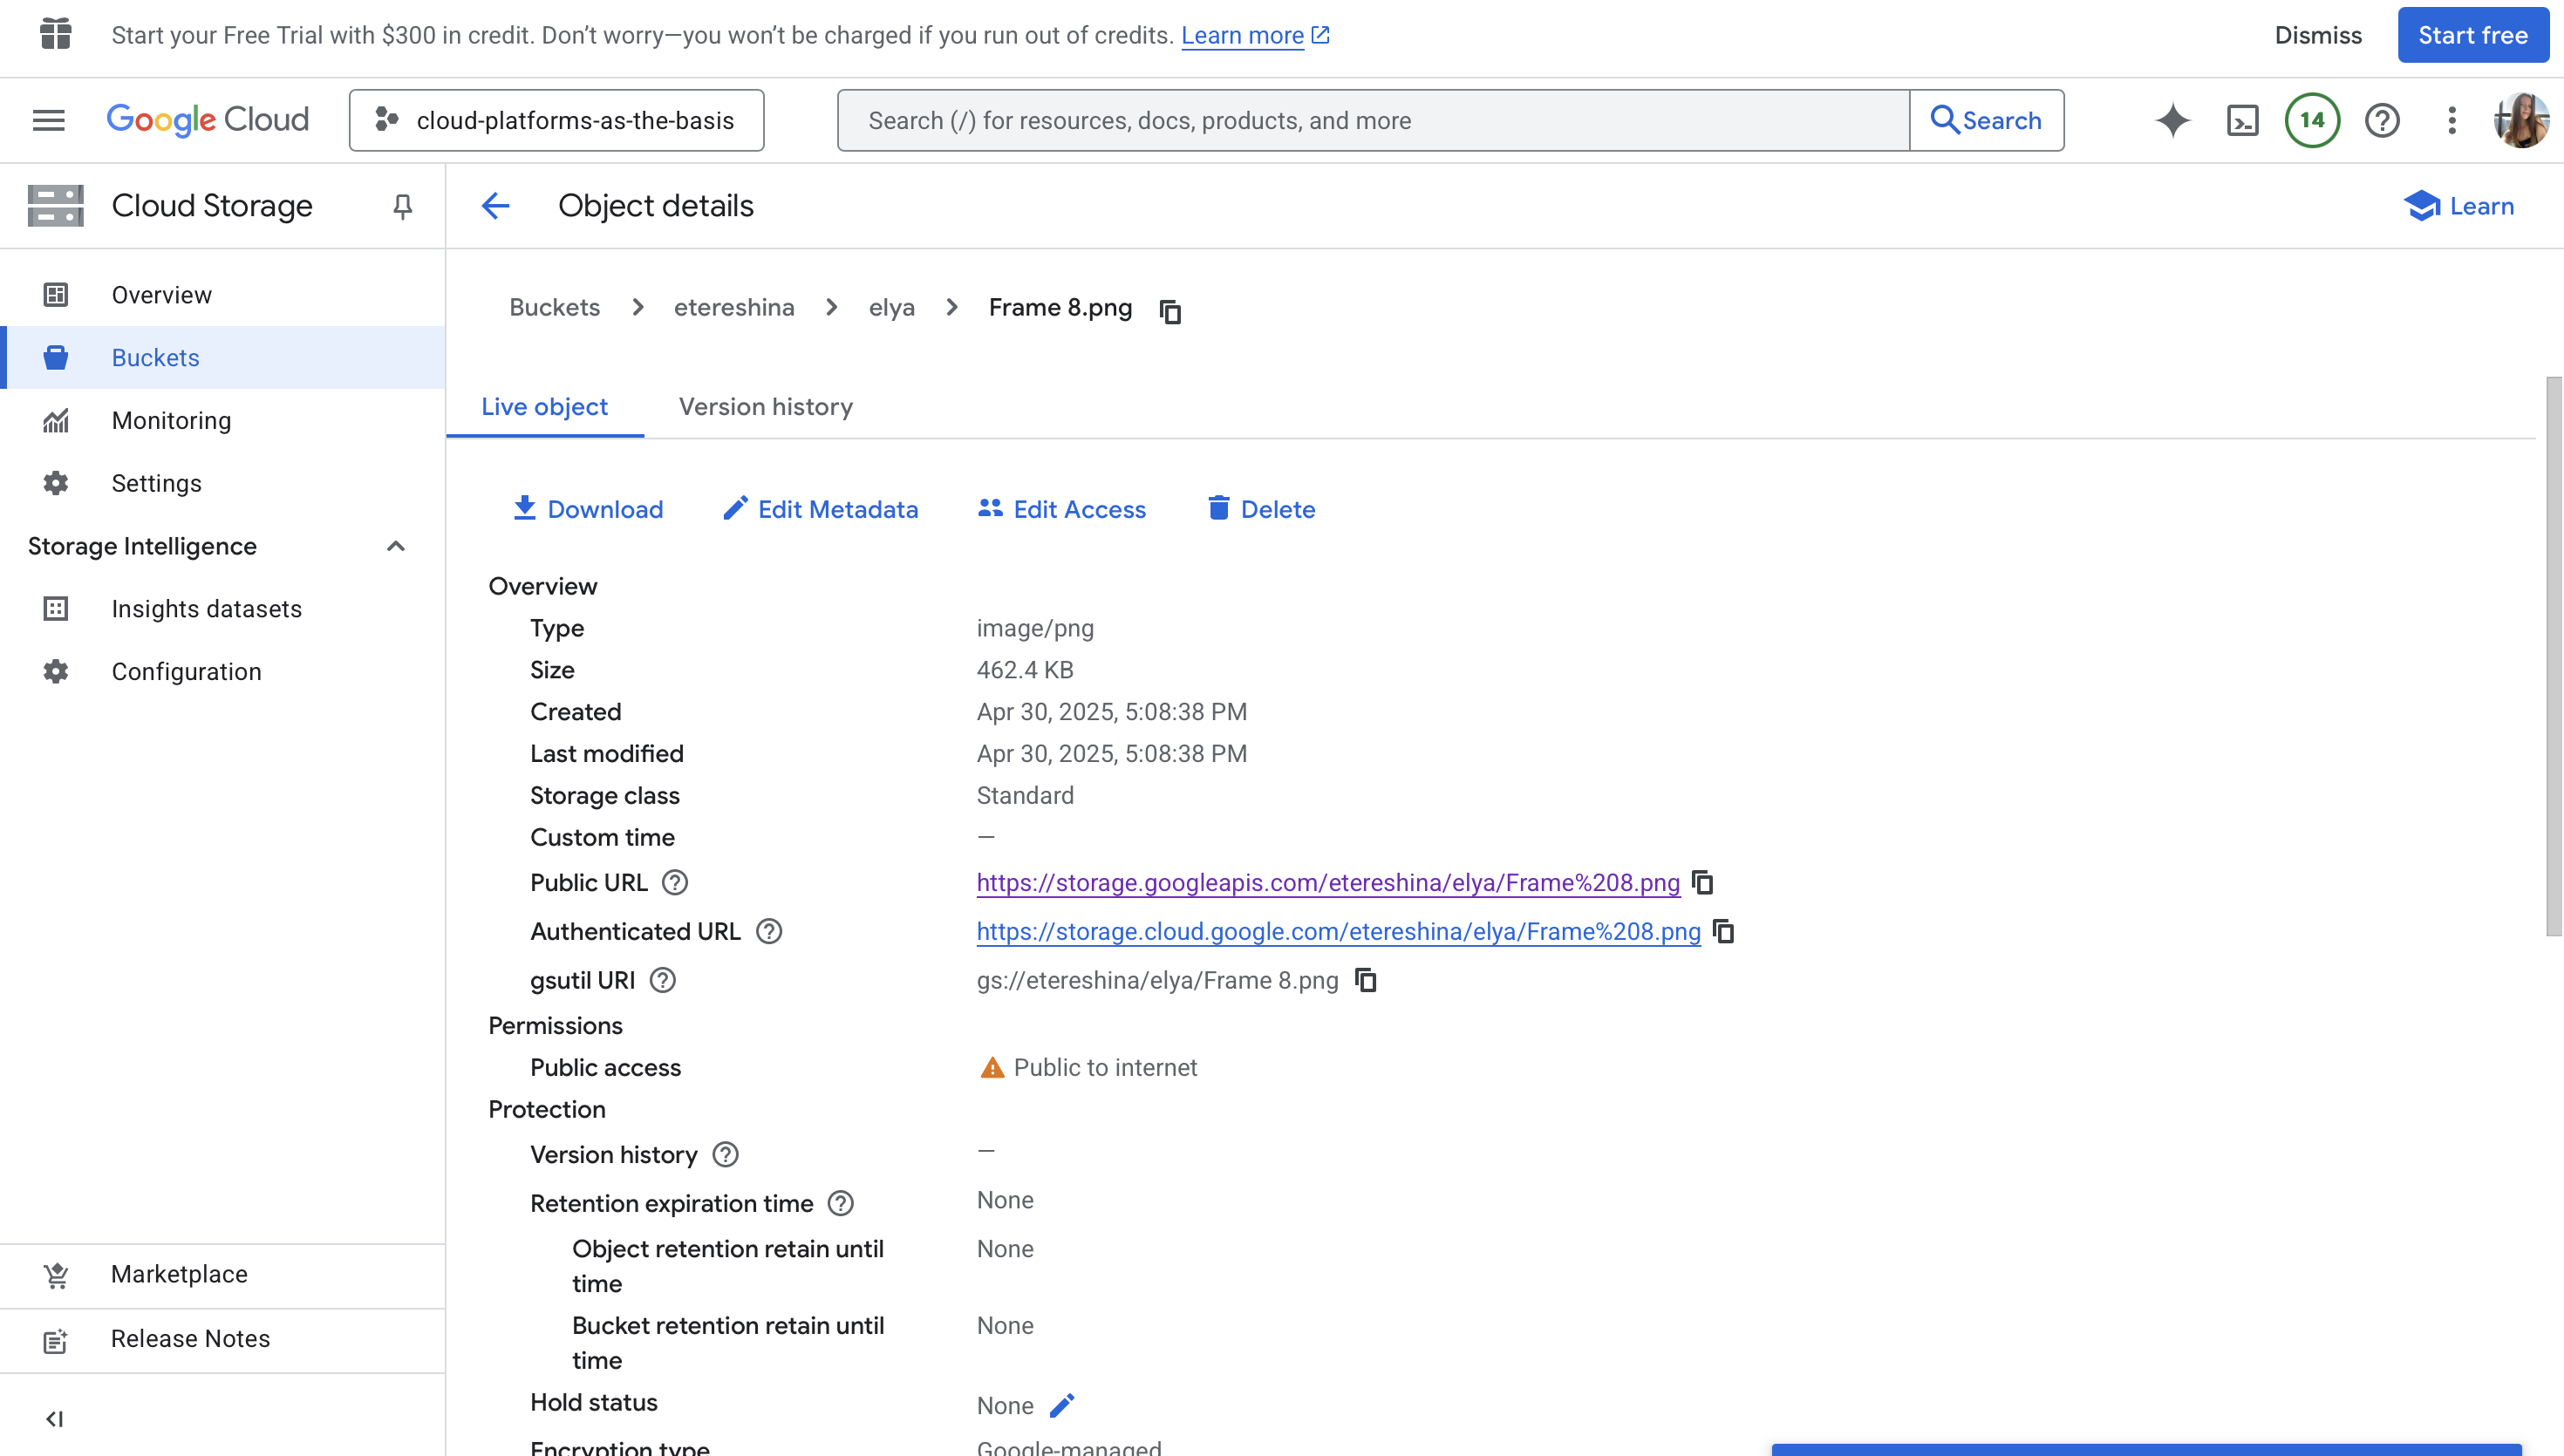 Start your Free Trial with $300 in credit. Don’t worry—you won’t be charged if you run out of credits. Learn more
Dismiss
Start free
Google Cloud
cloud-platforms-as-the-basis
Search (/) for resources, docs, products, and more
Search
14
Cloud Storage
Object details
Learn
Overview
Buckets
Monitoring
Settings
Storage Intelligence
Insights datasets
Configuration
Marketplace
Release Notes
Buckets > etereshina > elya > Frame 8.png
Live object
Version history
Download
Edit Metadata
Edit Access
Delete
Overview
Type image/png
Size 462.4 KB
Created Apr 30, 2025, 5:08:38 PM
Last modified Apr 30, 2025, 5:08:38 PM
Storage class Standard
Custom time —
Public URL https://storage.googleapis.com/etereshina/elya/Frame%208.png
Authenticated URL https://storage.cloud.google.com/etereshina/elya/Frame%208.png
gsutil URI gs://etereshina/elya/Frame 8.png
Permissions
Public access Public to internet
Protection
Version history —
Retention expiration time None
Object retention retain until None
time
Bucket retention retain until None
time
Hold status None
Encryption type Google-managed